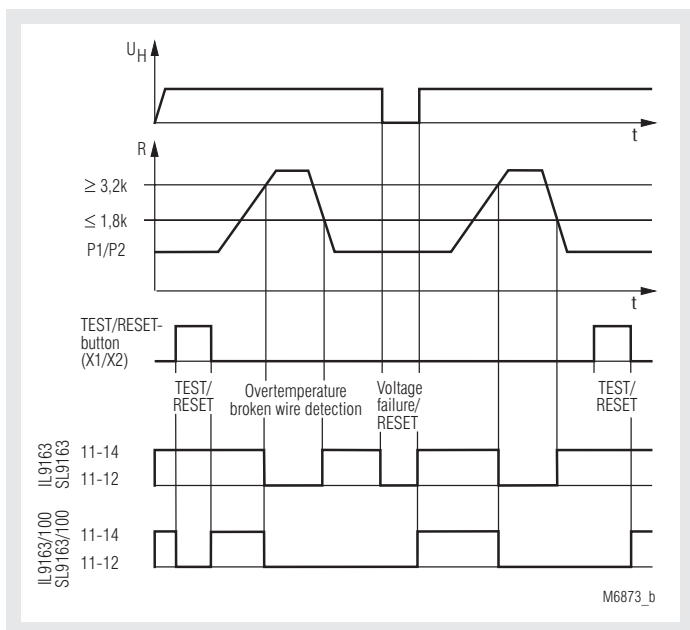 U_H
t
R
≥ 3,2k
≤ 1,8k
P1/P2
t
TEST/RESET-
button
(X1/X2)
TEST/
RESET
Overtemperature
broken wire detection
Voltage
failure/
RESET
TEST/
RESET
IL9163
SL9163
11-14
11-12
IL9163/100
SL9163/100
11-14
11-12
M6873_b